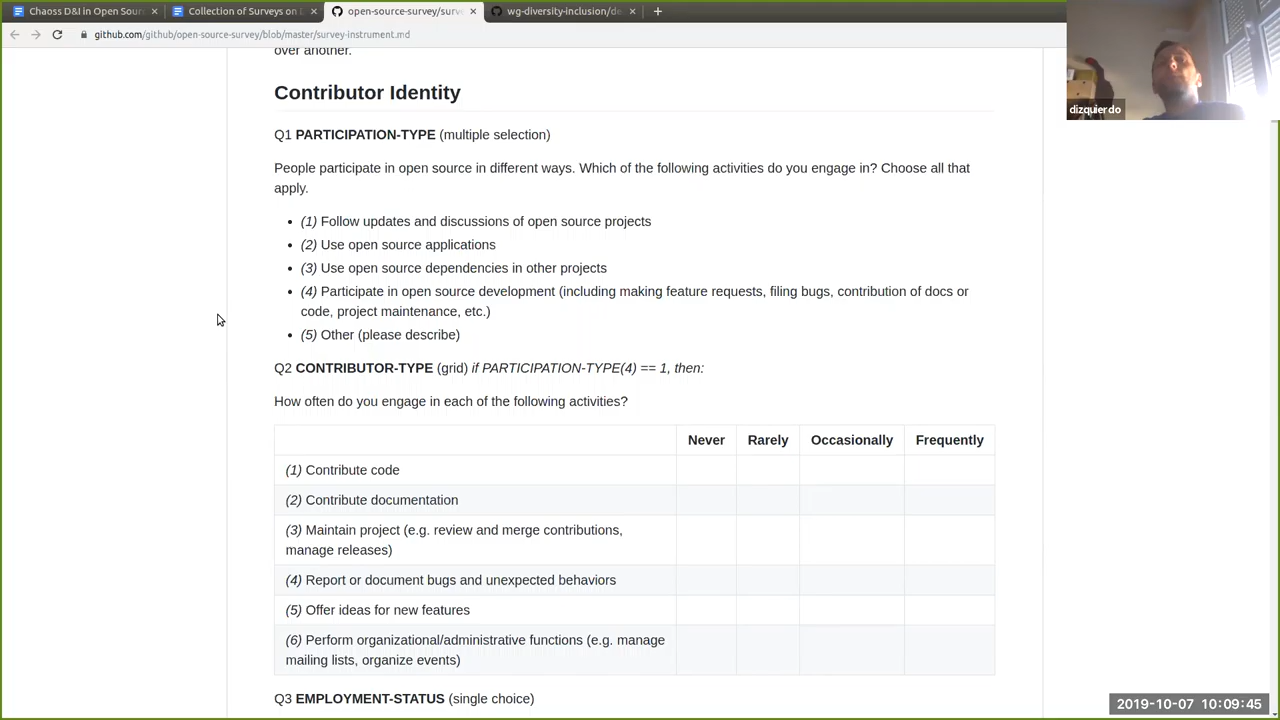 Chaoss D&I in Open Sour
Collection of Surveys on D
open-source-survey/surve
wg-diversity-inclusion/de
github.com/github/open-source-survey/blob/master/survey-instrument.md
over another.
Contributor Identity
Q1 PARTICIPATION-TYPE (multiple selection)
People participate in open source in different ways. Which of the following activities do you engage in? Choose all that
apply.
(1) Follow updates and discussions of open source projects
(2) Use open source applications
(3) Use open source dependencies in other projects
(4) Participate in open source development (including making feature requests, filing bugs, contribution of docs or
code, project maintenance, etc.)
(5) Other (please describe)
Q2 CONTRIBUTOR-TYPE (grid) if PARTICIPATION-TYPE(4) == 1, then:
How often do you engage in each of the following activities?
Never Rarely Occasionally Frequently
(1) Contribute code
(2) Contribute documentation
(3) Maintain project (e.g. review and merge contributions,
manage releases)
(4) Report or document bugs and unexpected behaviors
(5) Offer ideas for new features
(6) Perform organizational/administrative functions (e.g. manage
mailing lists, organize events)
Q3 EMPLOYMENT-STATUS (single choice)
dizquierdo
2019-10-07 10:09:45